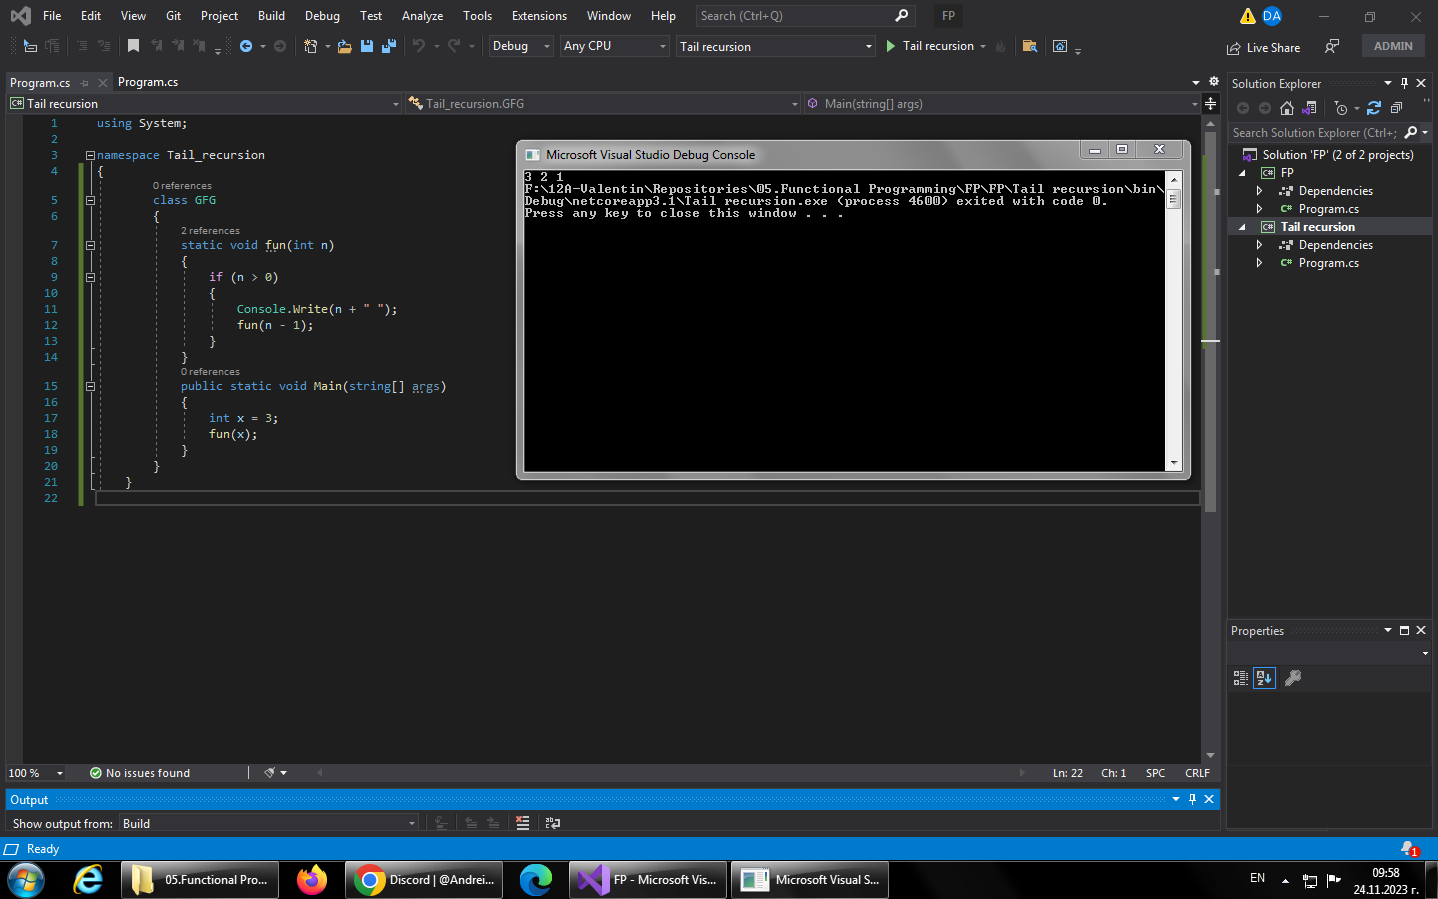 File Edit View Git Project Build Debug Test Analyze Tools Extensions Window Help Search (Ctrl+Q) FP DA
Debug Any CPU Tail recursion Tail recursion Live Share ADMIN
Program.cs Program.cs
C# Tail recursion Tail_recursion.GFG Main(string[] args)
1 using System;
2
3 namespace Tail_recursion
4 {
0 references
5 class GFG
6 {
2 references
7 static void fun(int n)
8 {
9 if (n > 0)
10 {
11 Console.Write(n + " ");
12 fun(n - 1);
13 }
14 }
0 references
15 public static void Main(string[] args)
16 {
17 int x = 3;
18 fun(x);
19 }
20 }
21 }
22
Microsoft Visual Studio Debug Console
3 2 1
F:\12A-Valentin\Repositories\05.Functional Programming\FP\FP\Tail recursion\bin\
Debug\netcoreapp3.1\Tail recursion.exe (process 4600) exited with code 0.
Press any key to close this window . . .
Solution Explorer
Search Solution Explorer (Ctrl+;
Solution 'FP' (2 of 2 projects)
C# FP
Dependencies
C# Program.cs
C# Tail recursion
Dependencies
C# Program.cs
Properties
100 % No issues found Ln: 22 Ch: 1 SPC CRLF
Output
Show output from: Build
Ready 1
05.Functional Pro... Discord | @Andrei... FP - Microsoft Vis... Microsoft Visual S... EN 09:58
24.11.2023 г.